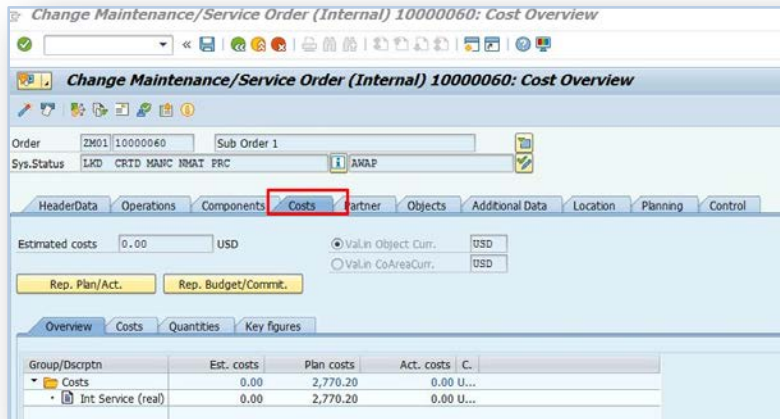 Change Maintenance/Service Order (Internal) 10000060: Cost Overview
Change Maintenance/Service Order (Internal) 10000060: Cost Overview
Order ZM01 10000060 Sub Order 1
Sys.Status LKD CRTD MANC NMAT PRC AWAP
HeaderData Operations Components Costs Partner Objects Additional Data Location Planning Control
Estimated costs 0.00 USD Val.in Object Curr. USD
Val.in CoAreaCurr. USD
Rep. Plan/Act. Rep. Budget/Commit.
Overview Costs Quantities Key figures
Group/Dscrptn Est. costs Plan costs Act. costs C.
Costs 0.00 2,770.20 0.00 U...
Int Service (real) 0.00 2,770.20 0.00 U...